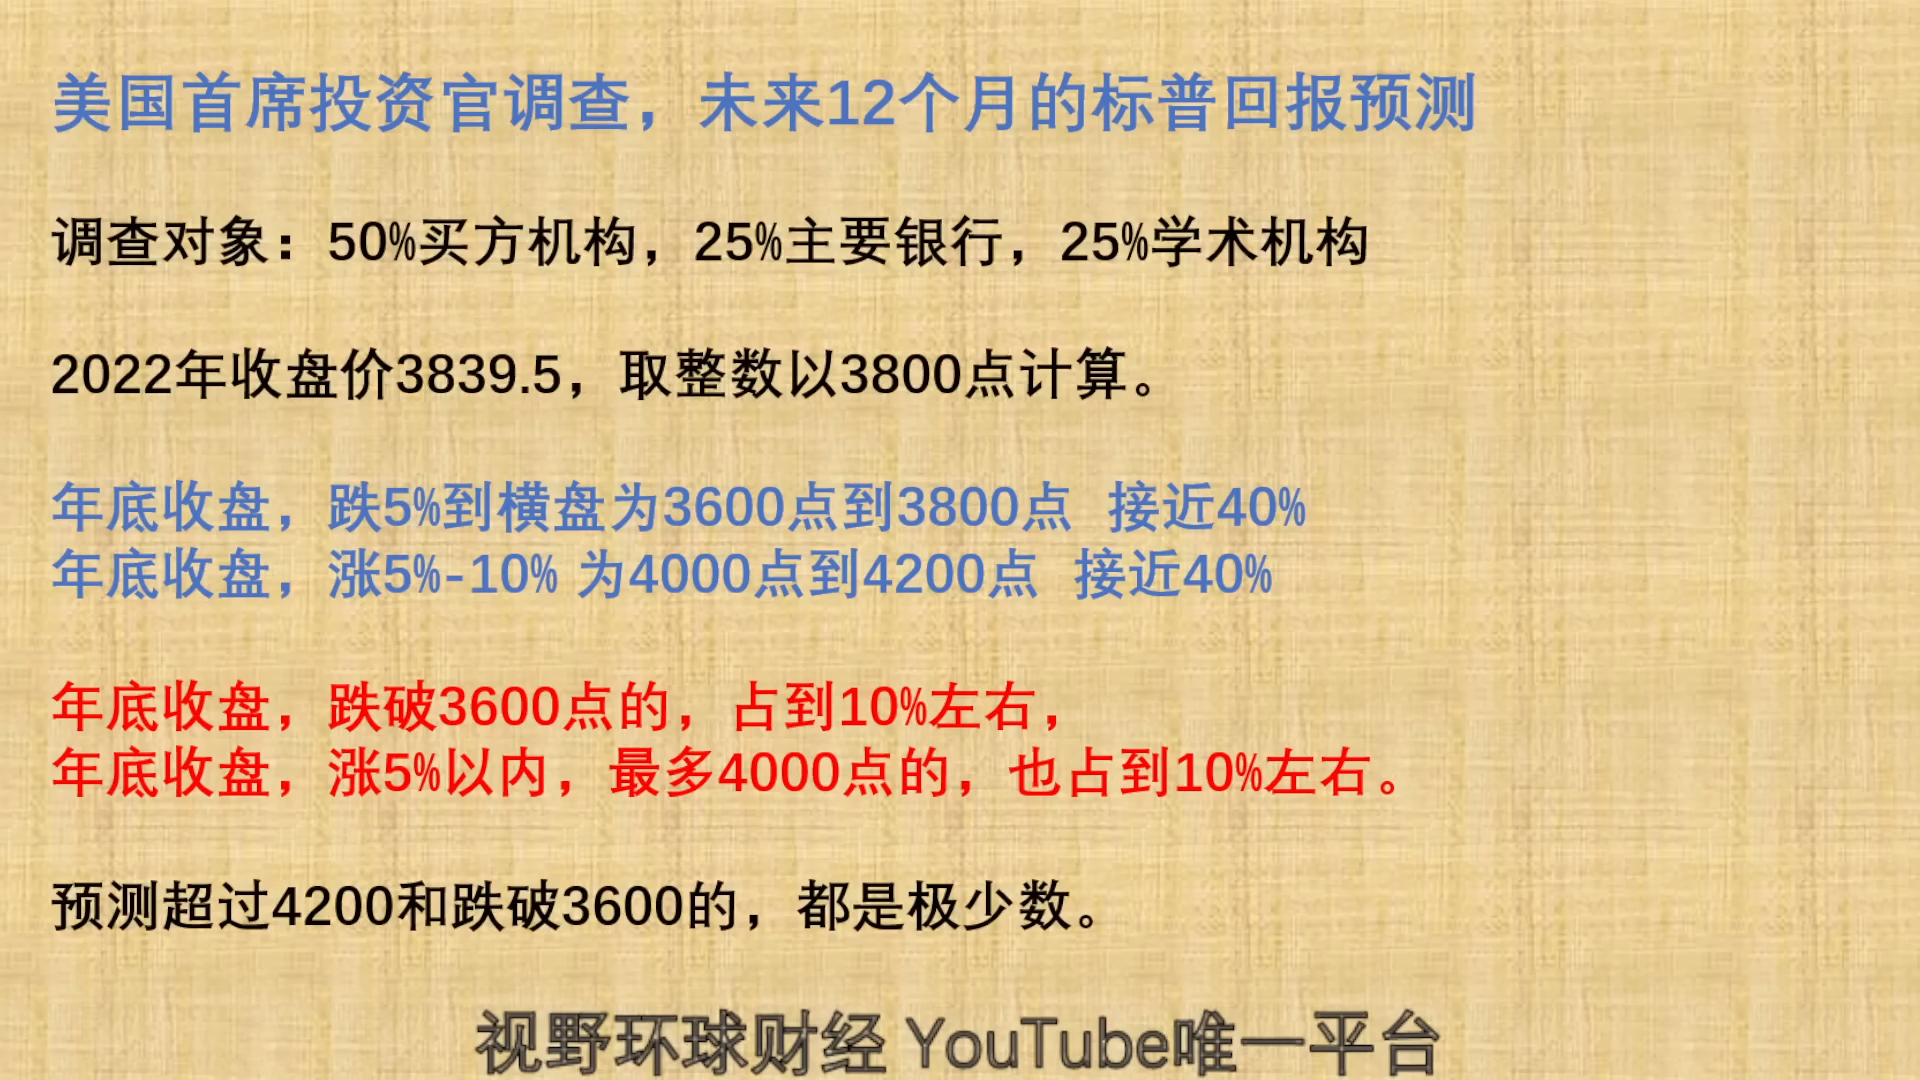 美国首席投资官调查，未来12个月的标普回报预测
调查对象：50%买方机构，25%主要银行，25%学术机构
2022年收盘价3839.5，取整数以3800点计算。
年底收盘，跌5%到横盘为3600点到3800点 接近40%
年底收盘，涨5%-10% 为4000点到4200点 接近40%
年底收盘，跌破3600点的，占到10%左右，
年底收盘，涨5%以内，最多4000点的，也占到10%左右。
预测超过4200和跌破3600的，都是极少数。
视野环球财经 YouTube唯一平台